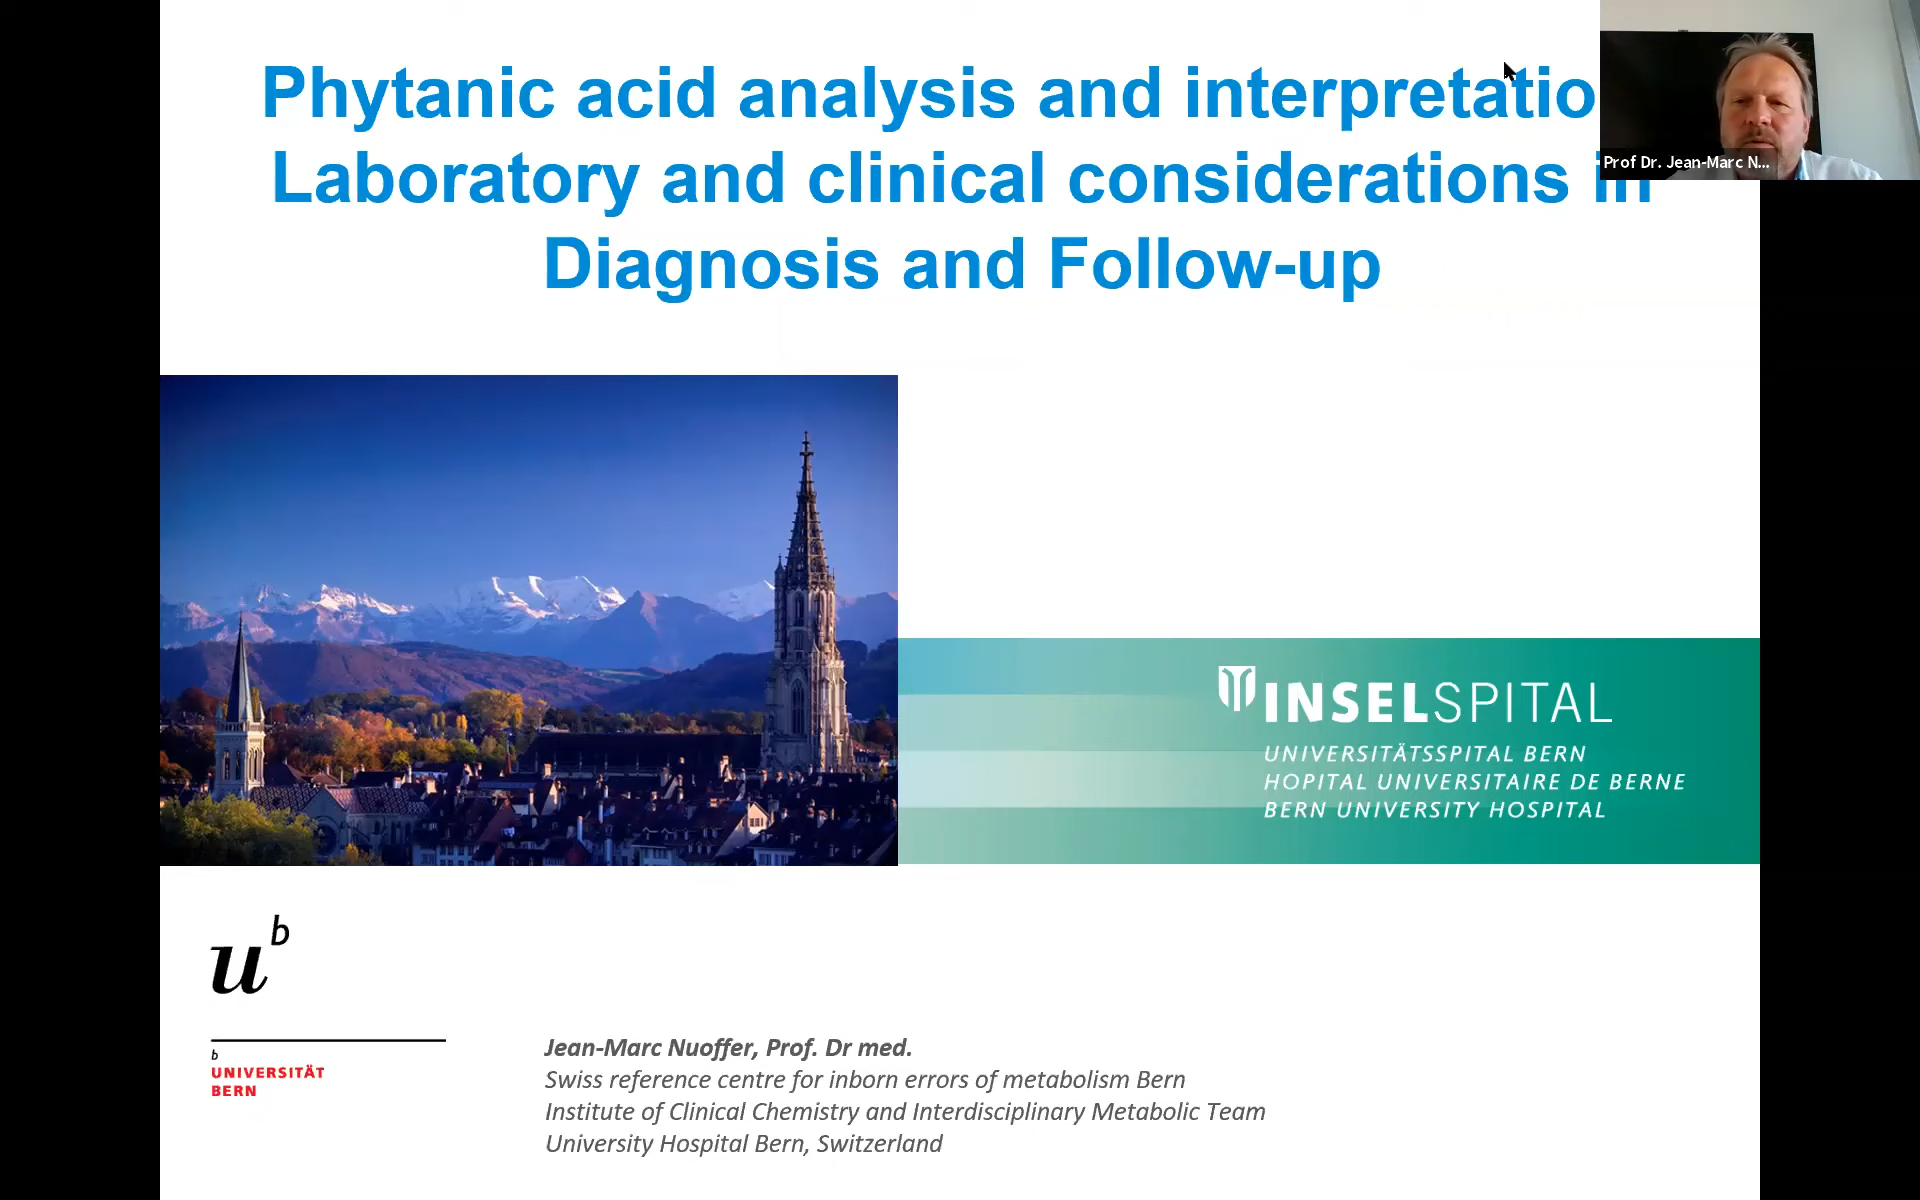 Phytanic acid analysis and interpretatio
Laboratory and clinical considerations in
Diagnosis and Follow-up
Prof Dr. Jean-Marc N...
INSELSPITAL
UNIVERSITÄTSSPITAL BERN
HOPITAL UNIVERSITAIRE DE BERNE
BERN UNIVERSITY HOSPITAL
u b
b
UNIVERSITÄT
BERN
Jean-Marc Nuoffer, Prof. Dr med.
Swiss reference centre for inborn errors of metabolism Bern
Institute of Clinical Chemistry and Interdisciplinary Metabolic Team
University Hospital Bern, Switzerland